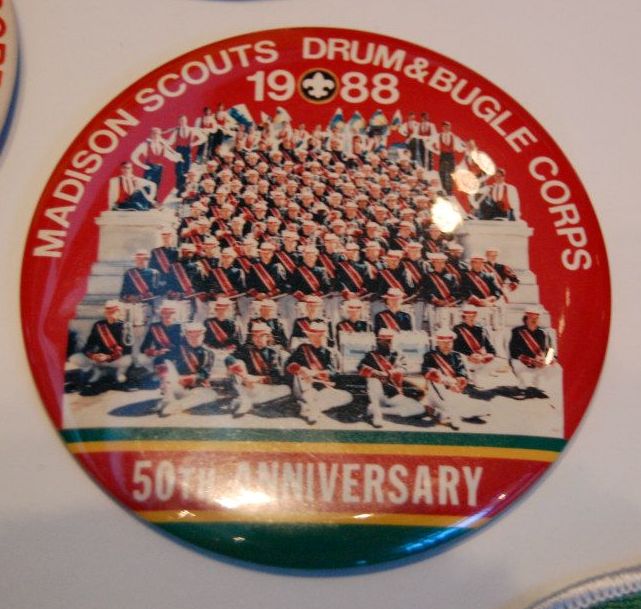 MADISON SCOUTS DRUM & BUGLE CORPS
1988
50TH ANNIVERSARY